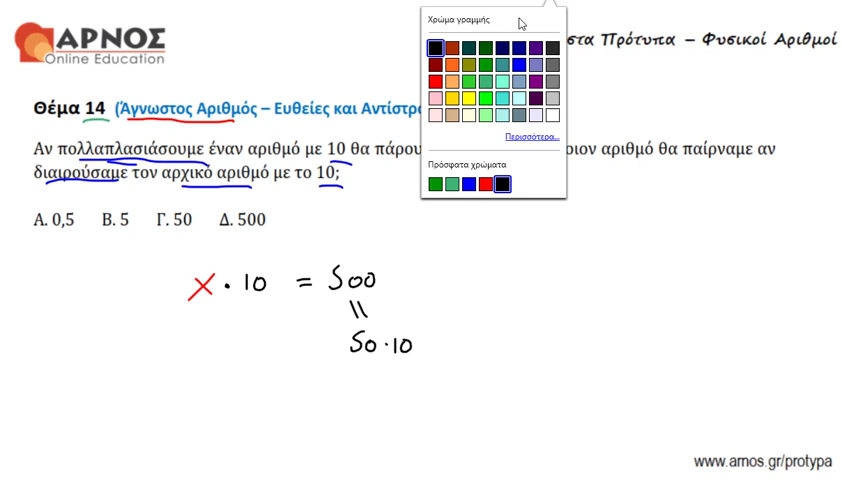 ΑΡΝΟΣ
Online Education
στα Πρότυπα – Φυσικοί Αριθμοί
Χρώμα γραμμής
Περισσότερα...
Πρόσφατα χρώματα
Θέμα 14 (Άγνωστος Αριθμός – Ευθείες και Αντίστρο
Αν πολλαπλασιάσουμε έναν αριθμό με 10 θα πάρου ποιον αριθμό θα παίρναμε αν
διαιρούσαμε τον αρχικό αριθμό με το 10;
Α. 0,5 Β. 5 Γ. 50 Δ. 500
x · 10 = 500
=
50 · 10
www.arnos.gr/protypa